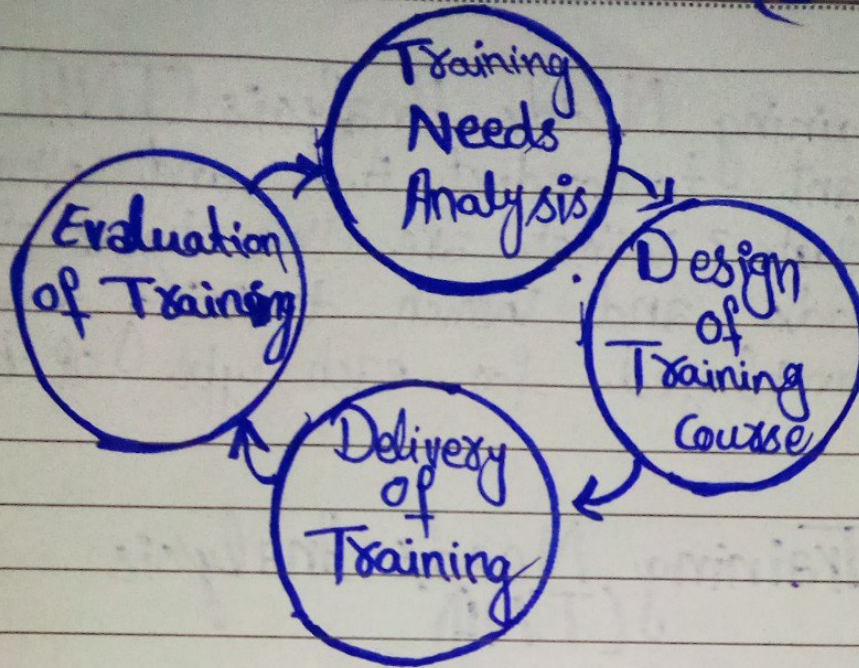 Training
Needs
Analysis
Design
of
Training
Course
Delivery
of
Training
Evaluation
of Training